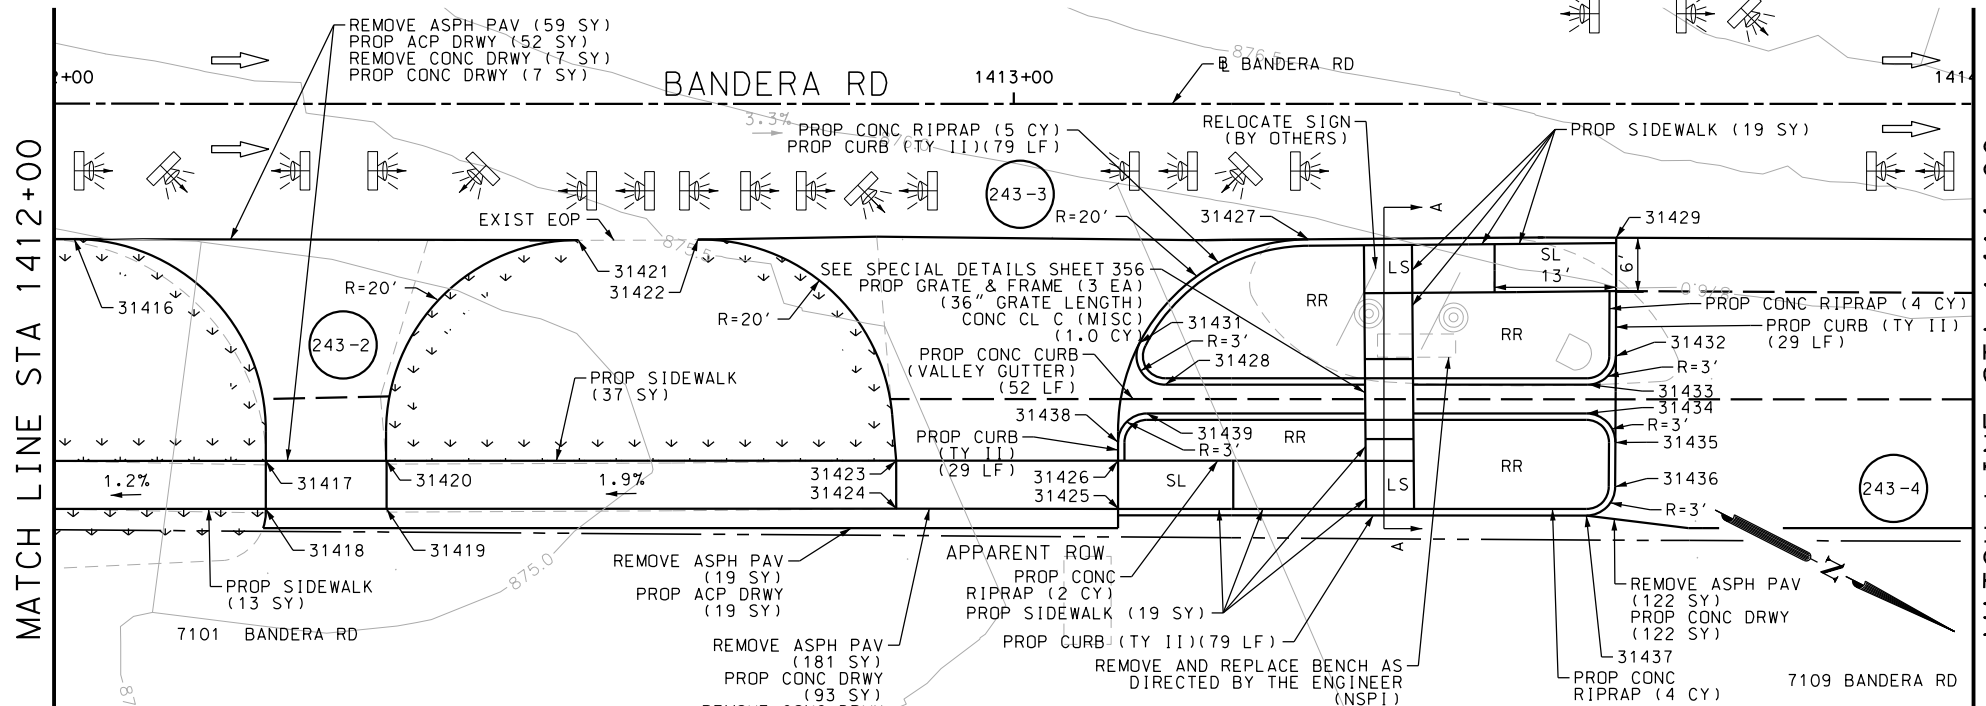 MATCH LINE STA 1412+00
REMOVE ASPH PAV (59 SY)
PROP ACP DRWY (52 SY)
REMOVE CONC DRWY (7 SY)
PROP CONC DRWY (7 SY)
+00
BANDERA RD
1413+00
876.5
BANDERA RD
3.3%
PROP CONC RIPRAP (5 CY)
PROP CURB (TY II)(79 LF)
RELOCATE SIGN
(BY OTHERS)
PROP SIDEWALK (19 SY)
243-3
EXIST EOP
875.5
R=20'
31427
A
31429
31421
31422
31416
R=20'
R=20'
243-2
SEE SPECIAL DETAILS SHEET 356
PROP GRATE & FRAME (3 EA)
(36" GRATE LENGTH)
CONC CL C (MISC)
(1.0 CY)
LS
SL
13'
6'
RR
RR
PROP CONC RIPRAP (4 CY)
PROP CURB (TY II)
(29 LF)
31431
R=3'
31428
31432
R=3'
31433
PROP CONC CURB
(VALLEY GUTTER)
(52 LF)
PROP SIDEWALK
(37 SY)
31438
31439
R=3'
RR
31434
R=3'
31435
PROP CURB
(TY II)
(29 LF)
1.2%
31417
31420
1.9%
31423
31424
31426
31425
SL
LS
RR
31436
R=3'
243-4
31418
31419
875.0
PROP SIDEWALK
(13 SY)
7101 BANDERA RD
REMOVE ASPH PAV
(19 SY)
PROP ACP DRWY
(19 SY)
APPARENT ROW
A
PROP CONC
RIPRAP (2 CY)
PROP SIDEWALK (19 SY)
PROP CURB (TY II)(79 LF)
N
REMOVE ASPH PAV
(122 SY)
PROP CONC DRWY
(122 SY)
REMOVE ASPH PAV
(181 SY)
PROP CONC DRWY
(93 SY)
REMOVE AND REPLACE BENCH AS
DIRECTED BY THE ENGINEER
(NSPI)
31437
PROP CONC
RIPRAP (4 CY)
7109 BANDERA RD